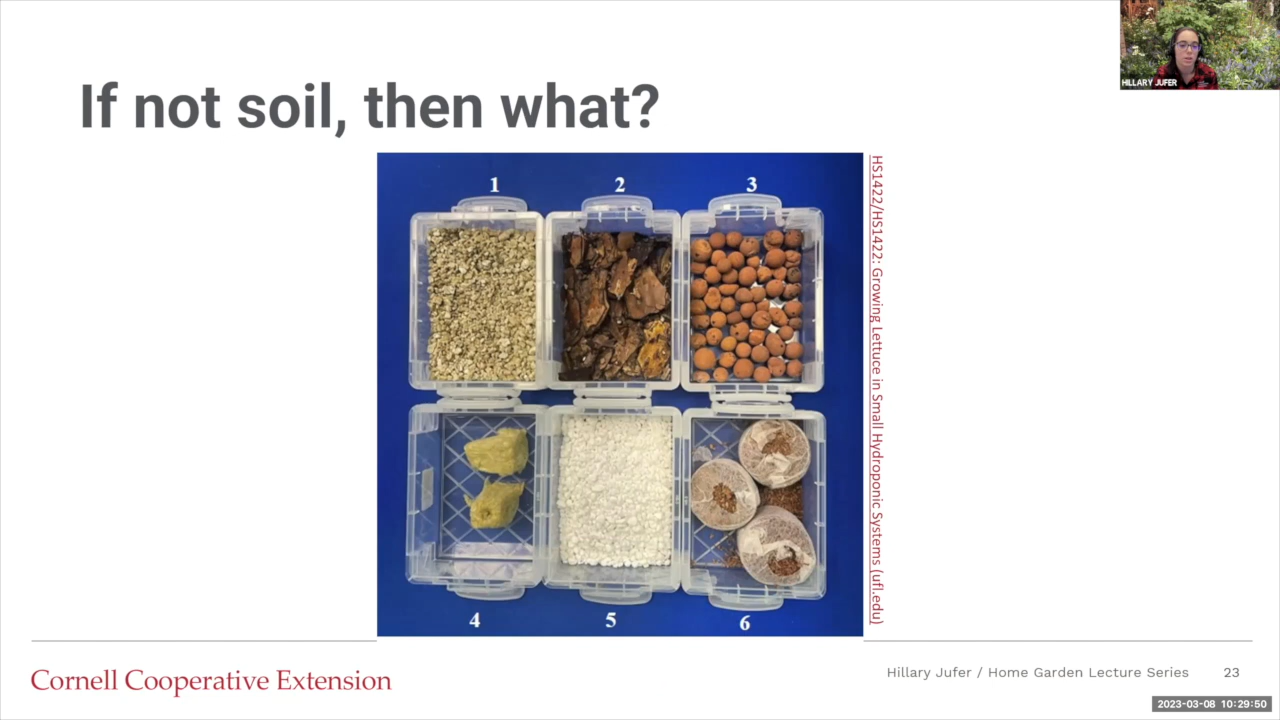 HILLARY JUFER
If not soil, then what?
1
2
3
4
5
6
HS1422/HS1422: Growing Lettuce in Small Hydroponic Systems (ufl.edu)
Cornell Cooperative Extension
Hillary Jufer / Home Garden Lecture Series
23
2023-03-08 10:29:50